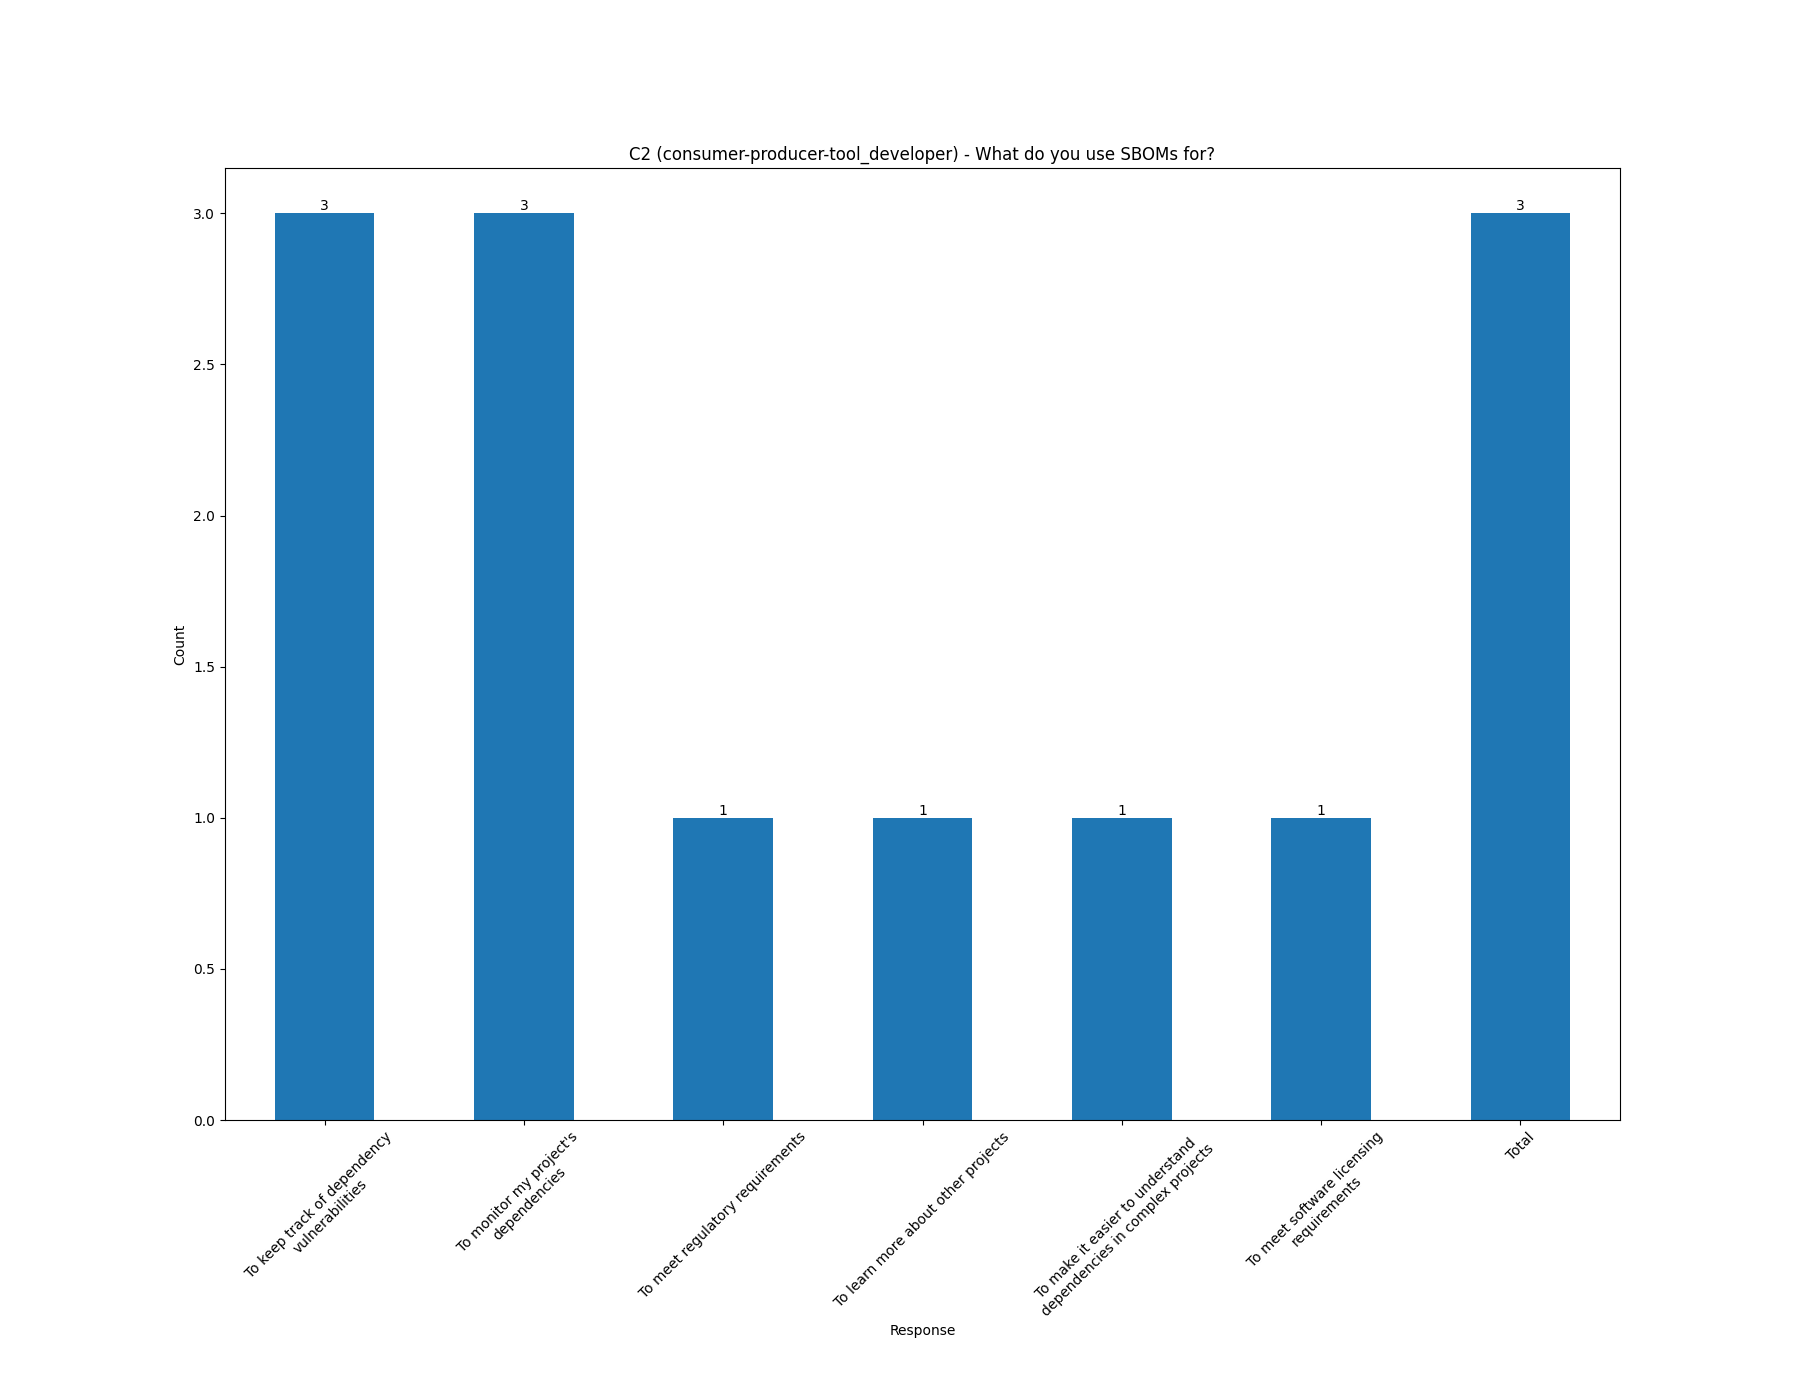 C2 (consumer-producer-tool_developer) - What do you use SBOMs for?
3
3
1
1
1
1
3
3.0
2.5
2.0
1.5
1.0
0.5
0.0
Count
To keep track of dependency
vulnerabilities
To monitor my project's
dependencies
To meet regulatory requirements
To learn more about other projects
To make it easier to understand
dependencies in complex projects
To meet software licensing
requirements
Total
Response